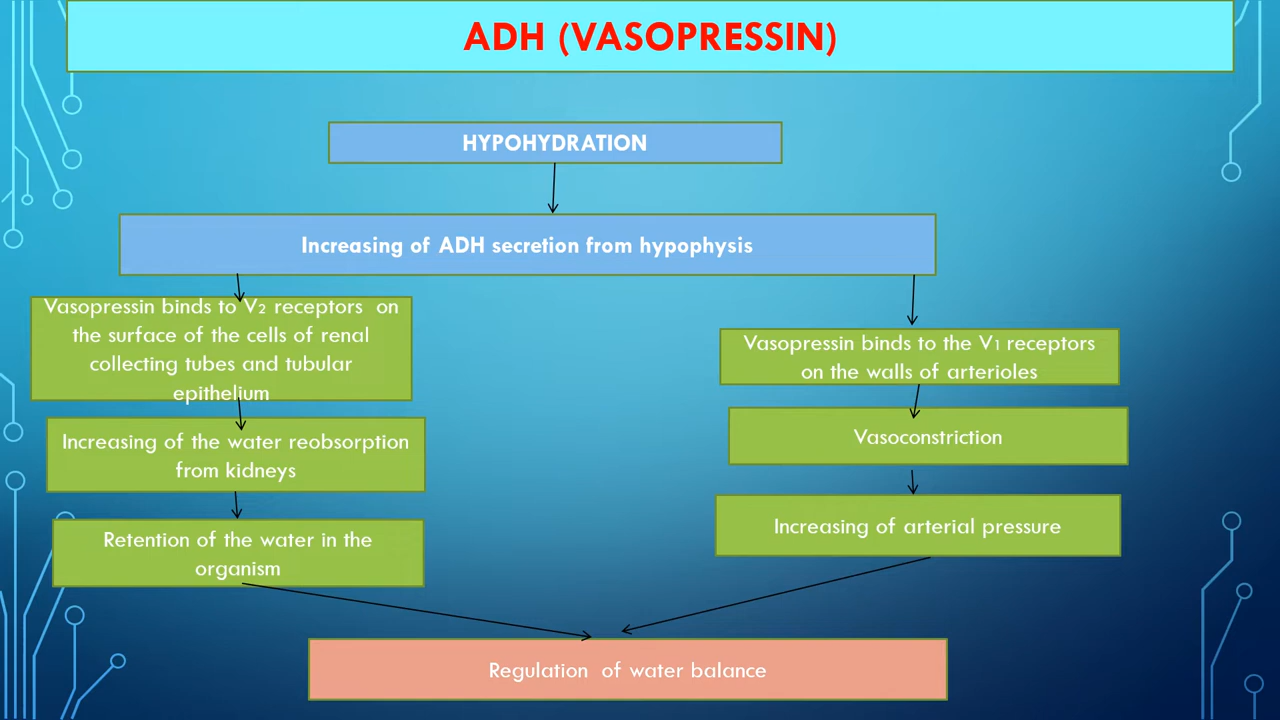 ADH (VASOPRESSIN)
HYPOHYDRATION
Increasing of ADH secretion from hypophysis
Vasopressin binds to V₂ receptors on
the surface of the cells of renal
collecting tubes and tubular
epithelium
Increasing of the water reobsorption
from kidneys
Retention of the water in the
organism
Vasopressin binds to the V₁ receptors
on the walls of arterioles
Vasoconstriction
Increasing of arterial pressure
Regulation of water balance